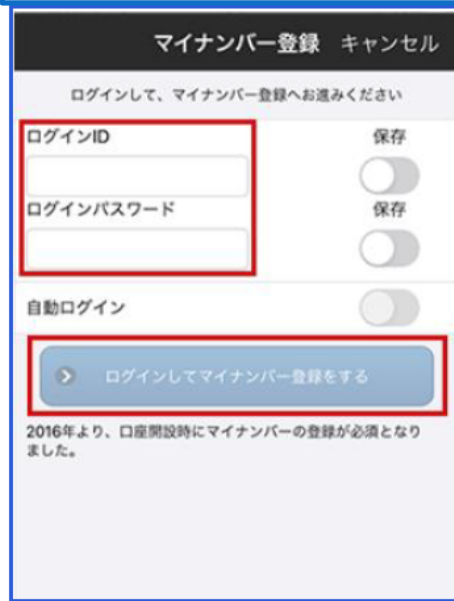 マイナンバー登録 キャンセル
ログインして、マイナンバー登録へお進みください
ログインID 保存
ログインパスワード 保存
自動ログイン
ログインしてマイナンバー登録をする
2016年より、口座開設時にマイナンバーの登録が必須となり
ました。